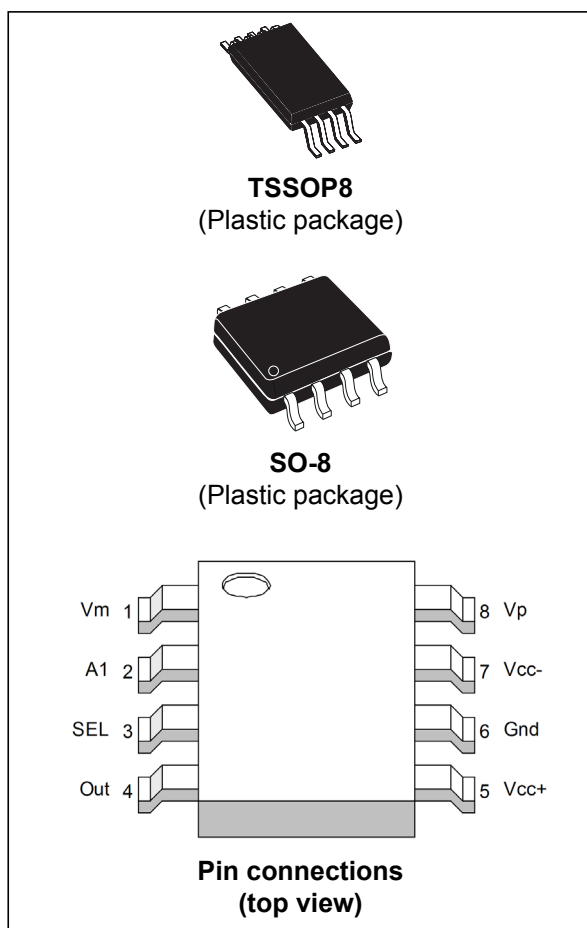 TSSOP8
(Plastic package)
SO-8
(Plastic package)
Vm 1
8 Vp
A1 2
7 Vcc-
SEL 3
6 Gnd
Out 4
5 Vcc+
Pin connections
(top view)